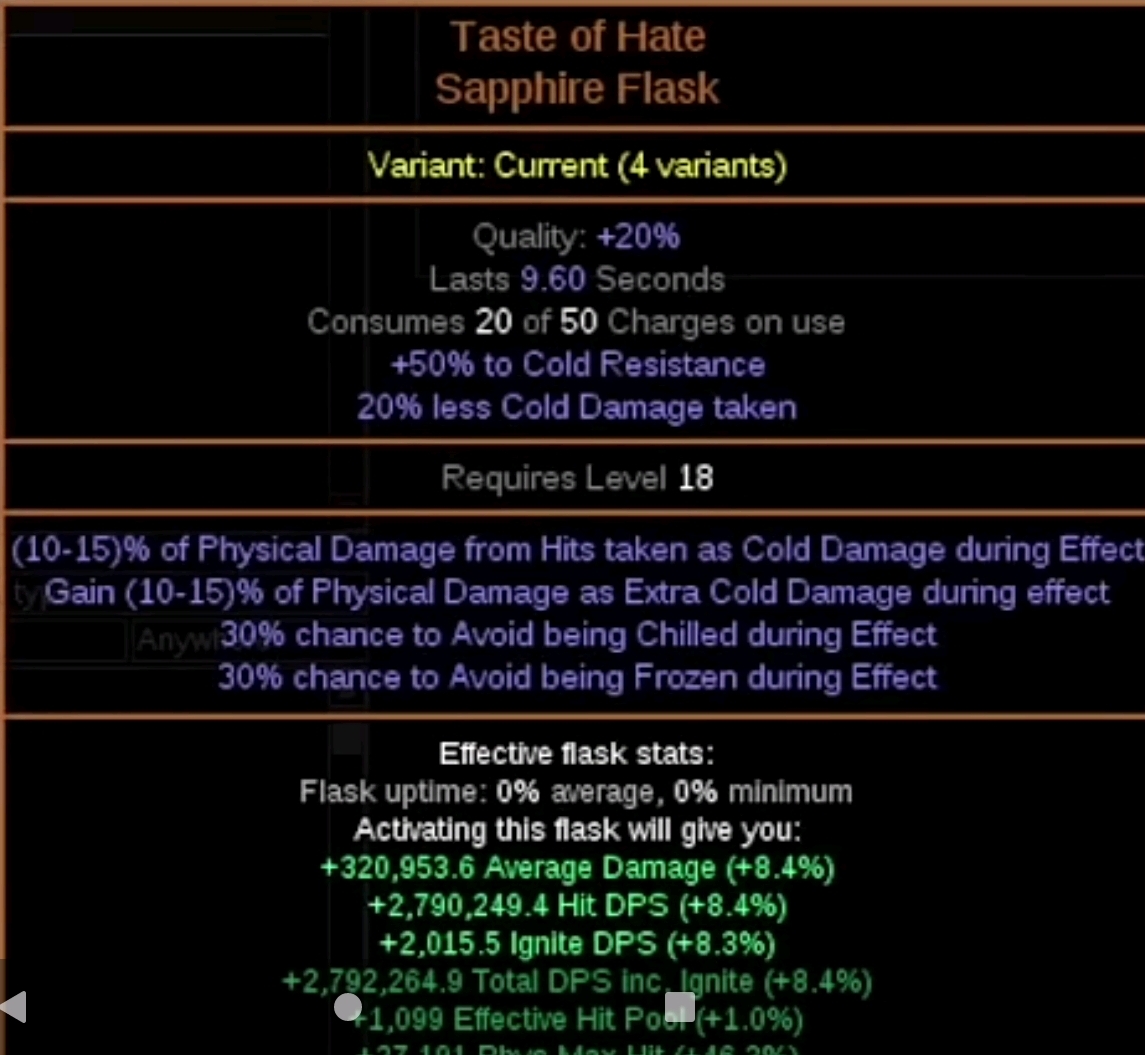 Taste of Hate
Sapphire Flask
Variant: Current (4 variants)
Quality: +20%
Lasts 9.60 Seconds
Consumes 20 of 50 Charges on use
+50% to Cold Resistance
20% less Cold Damage taken
Requires Level 18
(10-15)% of Physical Damage from Hits taken as Cold Damage during Effect
Gain (10-15)% of Physical Damage as Extra Cold Damage during effect
30% chance to Avoid being Chilled during Effect
30% chance to Avoid being Frozen during Effect
Effective flask stats:
Flask uptime: 0% average, 0% minimum
Activating this flask will give you:
+320,953.6 Average Damage (+8.4%)
+2,790,249.4 Hit DPS (+8.4%)
+2,015.5 Ignite DPS (+8.3%)
+2,792,264.9 Total DPS inc. Ignite (+8.4%)
+1,099 Effective Hit Pool (+1.0%)
Phys Max Hit